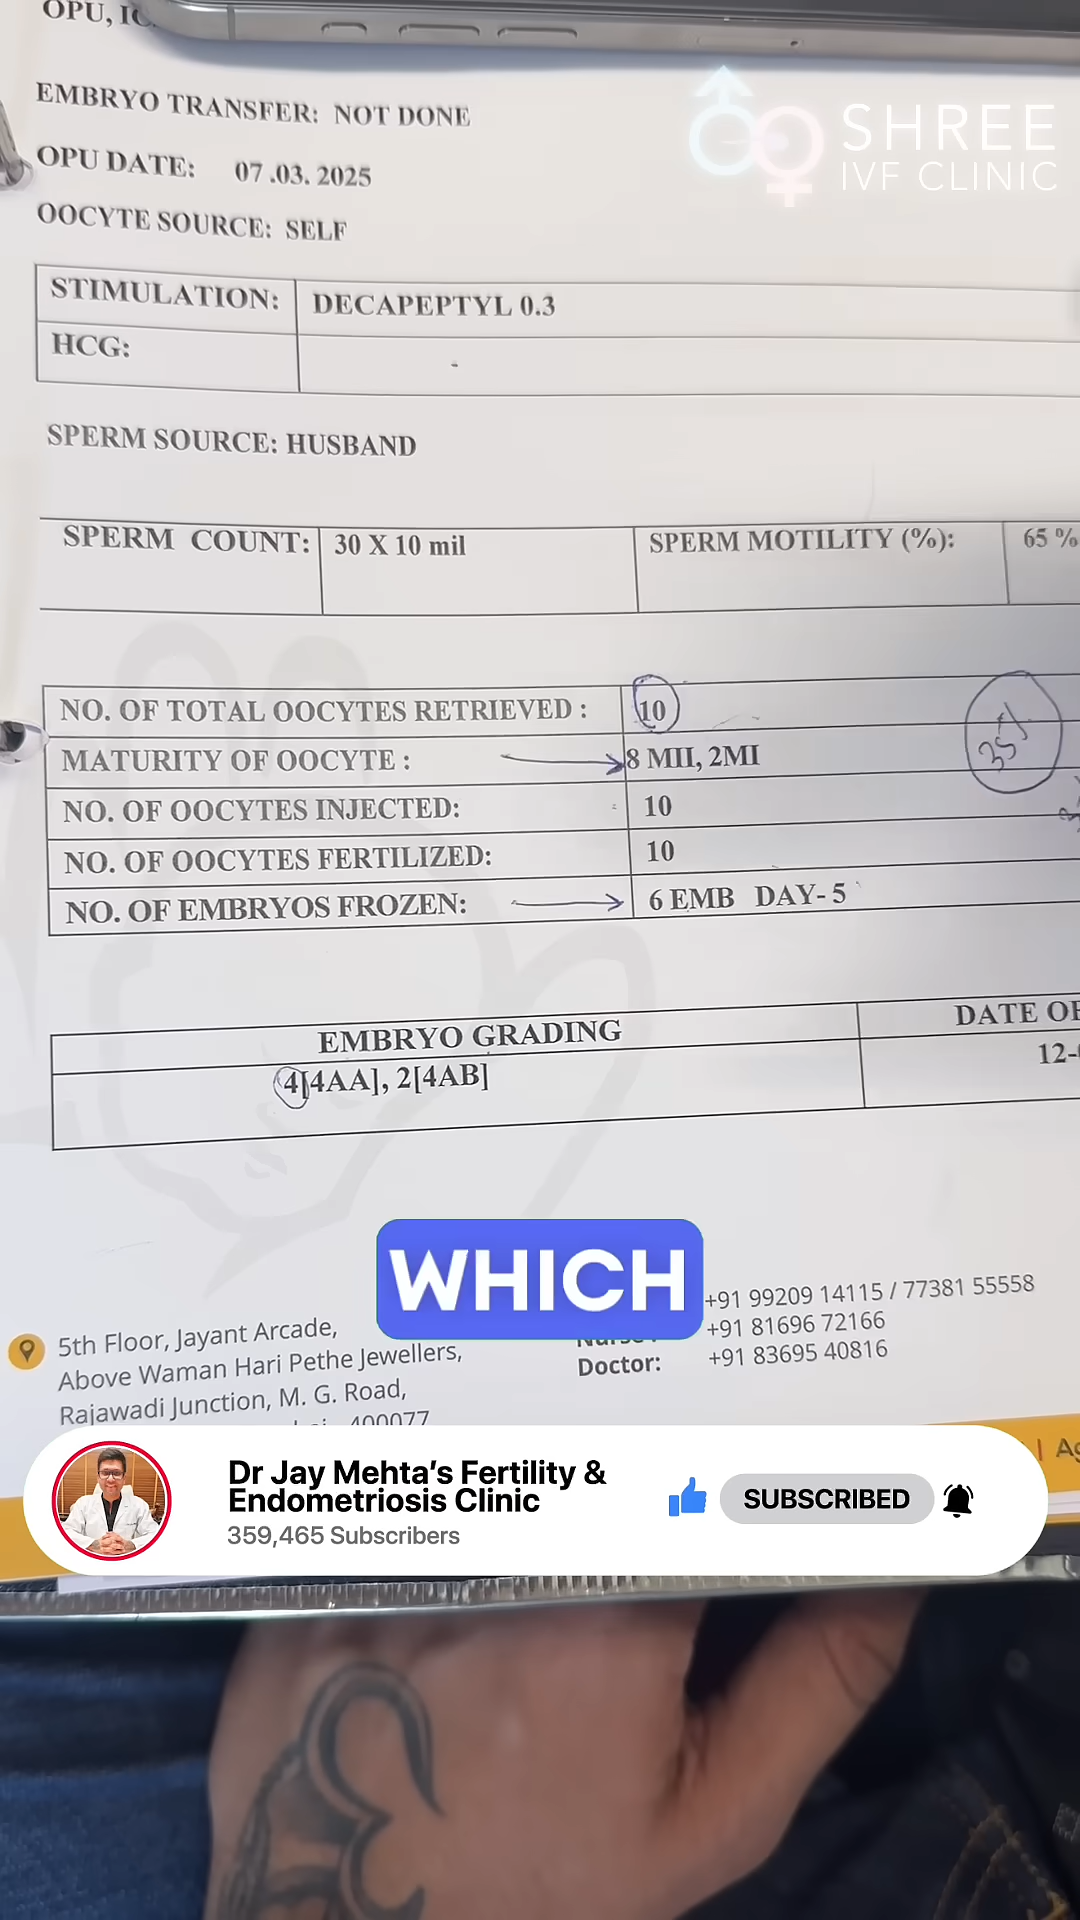 OPU, IC
SHREE
IVF CLINIC
EMBRYO TRANSFER: NOT DONE
OPU DATE: 07 .03. 2025
OOCYTE SOURCE: SELF
STIMULATION: DECAPEPTYL 0.3
HCG: -
SPERM SOURCE: HUSBAND
SPERM COUNT: 30 X 10 mil SPERM MOTILITY (%): 65 %
NO. OF TOTAL OOCYTES RETRIEVED : 10
35%
MATURITY OF OOCYTE : 8 MII, 2MI
NO. OF OOCYTES INJECTED: 10
NO. OF OOCYTES FERTILIZED: 10
NO. OF EMBRYOS FROZEN: 6 EMB DAY- 5
EMBRYO GRADING DATE OF
4[4AA], 2[4AB] 12-
WHICH
5th Floor, Jayant Arcade,
Above Waman Hari Pethe Jewellers,
Rajawadi Junction, M. G. Road,
400077
+91 99209 14115 / 77381 55558
Nurse : +91 81696 72166
Doctor: +91 83695 40816
Dr Jay Mehta's Fertility &
Endometriosis Clinic
359,465 Subscribers
SUBSCRIBED